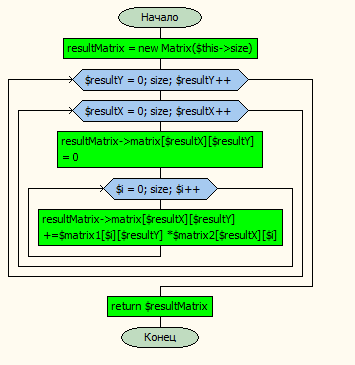 Начало
resultMatrix = new Matrix($this->size)
$resultY = 0; size; $resultY++
$resultX = 0; size; $resultX++
resultMatrix->matrix[$resultX][$resultY]
= 0
$i = 0; size; $i++
resultMatrix->matrix[$resultX][$resultY]
+=$matrix1[$i][$resultY] *$matrix2[$resultX][$i]
return $resultMatrix
Конец